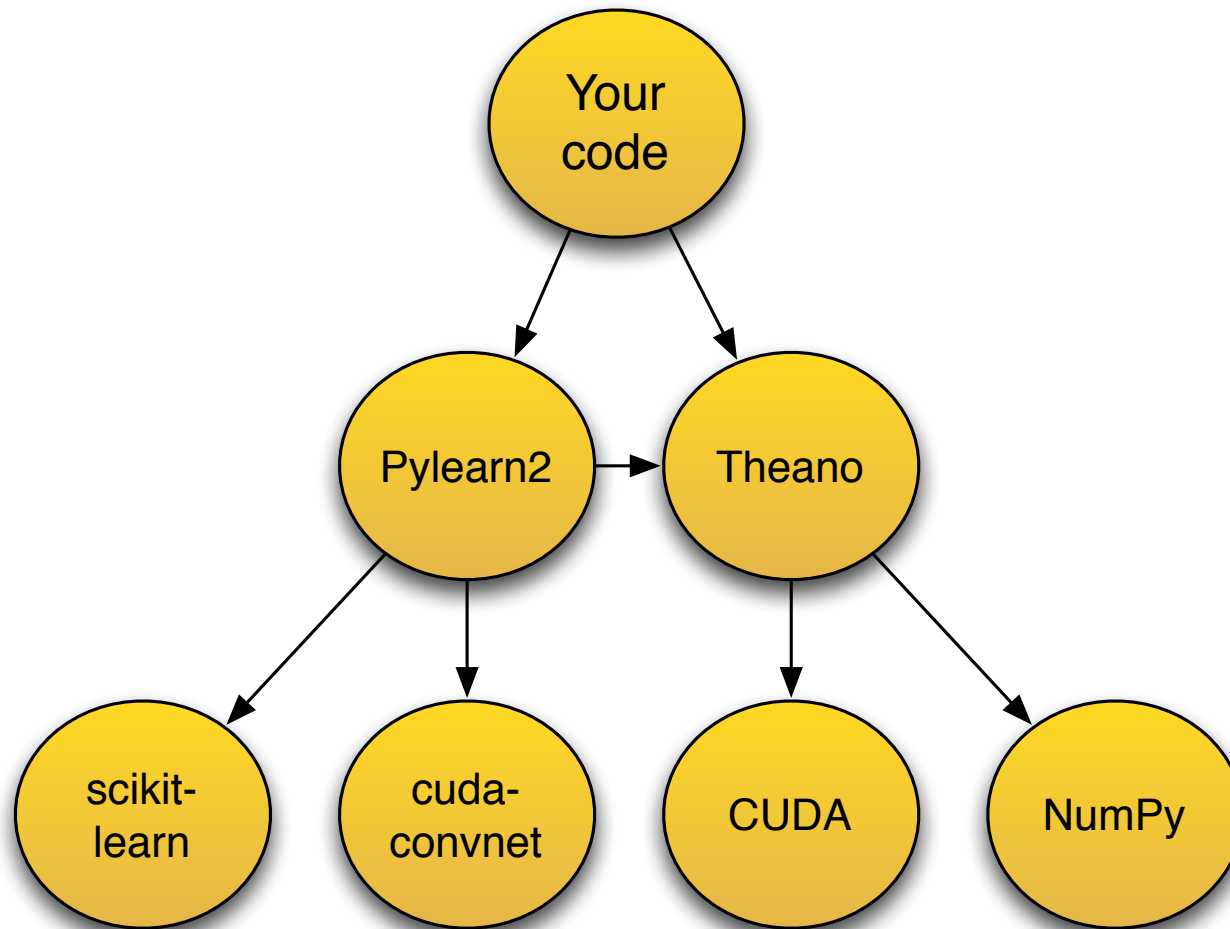 Your
code
Pylearn2
Theano
scikit-
learn
cuda-
convnet
CUDA
NumPy